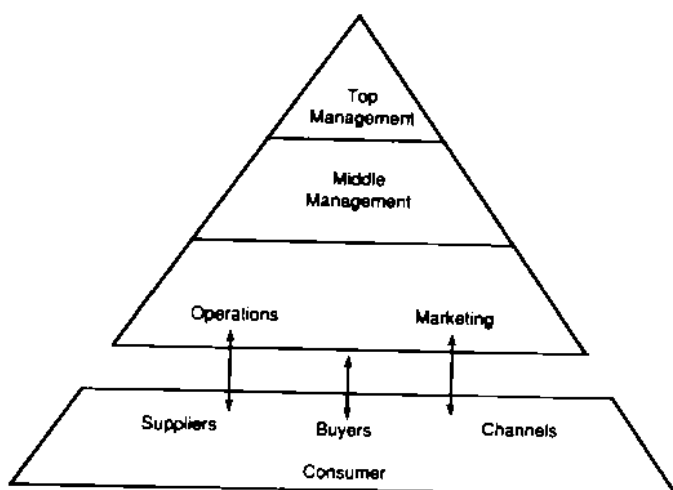 Top
Management
Middle
Management
Operations Marketing
Suppliers Buyers Channels
Consumer